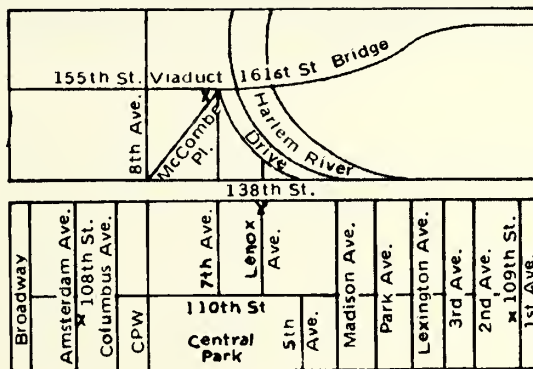 155th St. Viaduct
161st St Bridge
8th Ave.
McCombs Pl.
Harlem River
Drive
138th St.
Broadway
Amsterdam Ave.
x 108th St.
Columbus Ave.
CPW
7th Ave.
Lenox
Ave.
110th St
Central
Park
5th
Ave.
Madison Ave.
Park Ave.
Lexington Ave.
3rd Ave.
2nd Ave.
x 109th St.
1st Ave.